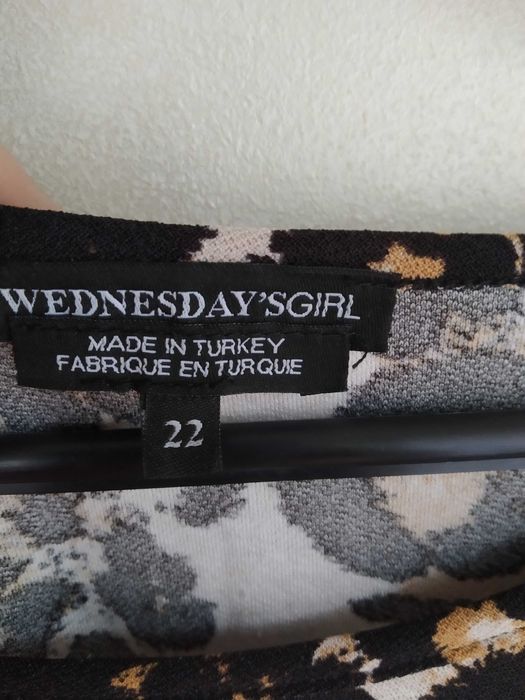 WEDNESDAY'SGIRL
MADE IN TURKEY
FABRIQUE EN TURQUIE
22